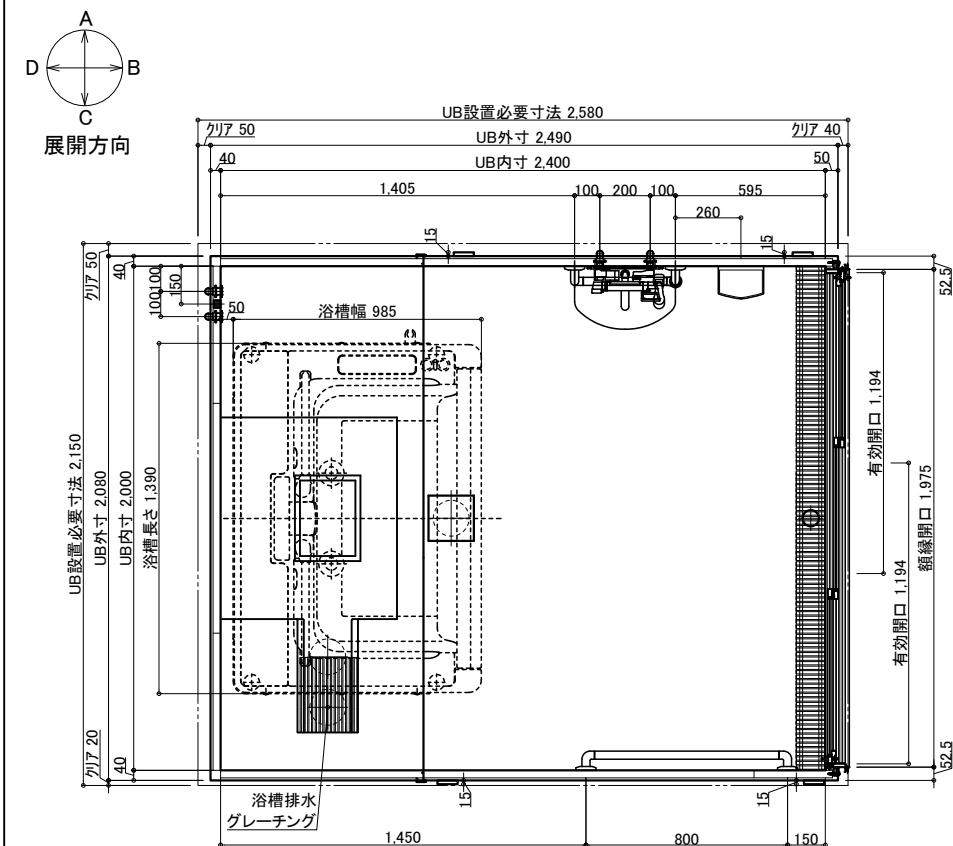 A
D B
C
展開方向
UB設置必要寸法 2,580
クリア 50 UB外寸 2,490 クリア 40
40 UB内寸 2,400 50
1,405 100 200 100 595
260
15 15
クリア 50
40
100 100
150
50
浴槽幅 985
52.5
UB設置必要寸法 2,150
UB外寸 2,080
UB内寸 2,000
浴槽長さ 1,390
有効開口 1,194
有効開口 1,194
額縁開口 1,975
クリア 20
40
52.5
15 15
浴槽排水
グレーチング
1,450 800 150